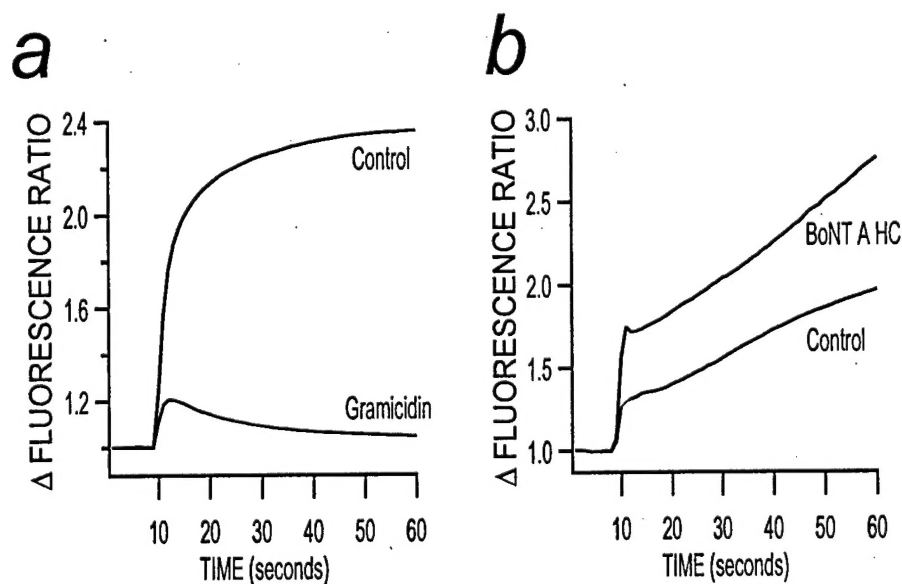 a
Δ FLUORESCENCE RATIO
2.4
2.0
1.6
1.2
Control
Gramicidin
10 20 30 40 50 60
TIME (seconds)
b
Δ FLUORESCENCE RATIO
3.0
2.5
2.0
1.5
1.0
BoNT A HC
Control
10 20 30 40 50 60
TIME (seconds)